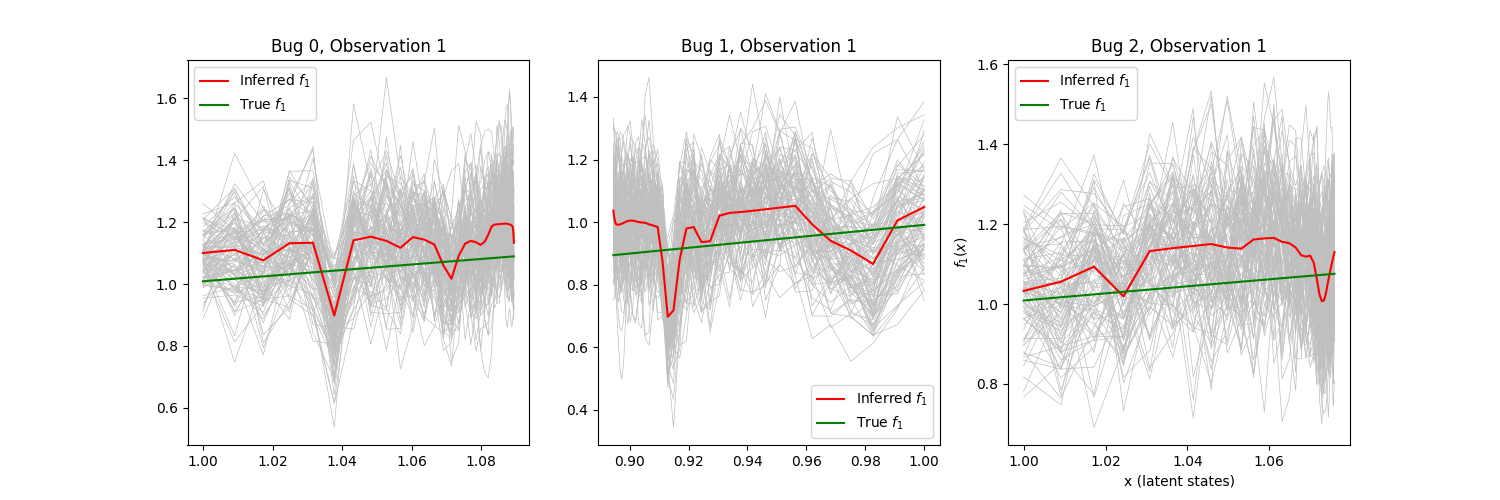 Bug 0, Observation 1
Inferred f₁
True f₁
1.6
1.4
1.2
1.0
0.8
0.6
1.00 1.02 1.04 1.06 1.08
Bug 1, Observation 1
1.4
1.2
1.0
0.8
0.6
0.4
Inferred f₁
True f₁
0.90 0.92 0.94 0.96 0.98 1.00
Bug 2, Observation 1
Inferred f₁
True f₁
f₁(x)
1.6
1.4
1.2
1.0
0.8
1.00 1.02 1.04 1.06
x (latent states)